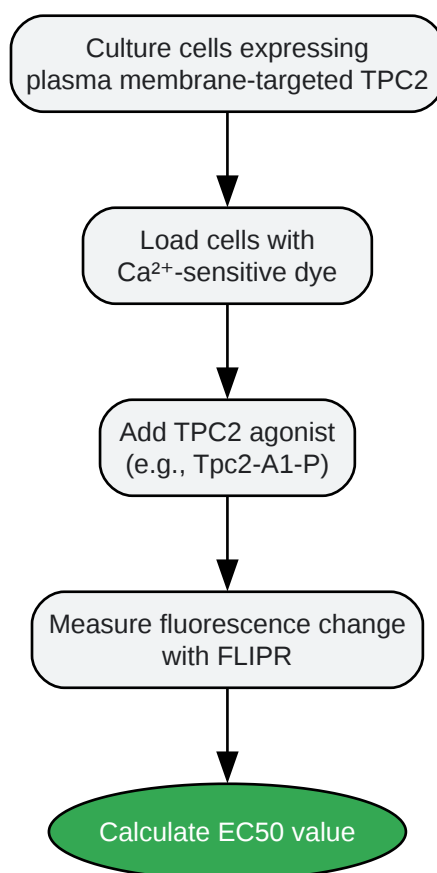 Culture cells expressing
plasma membrane-targeted TPC2
Load cells with
Ca²⁺-sensitive dye
Add TPC2 agonist
(e.g., Tpc2-A1-P)
Measure fluorescence change
with FLIPR
Calculate EC50 value